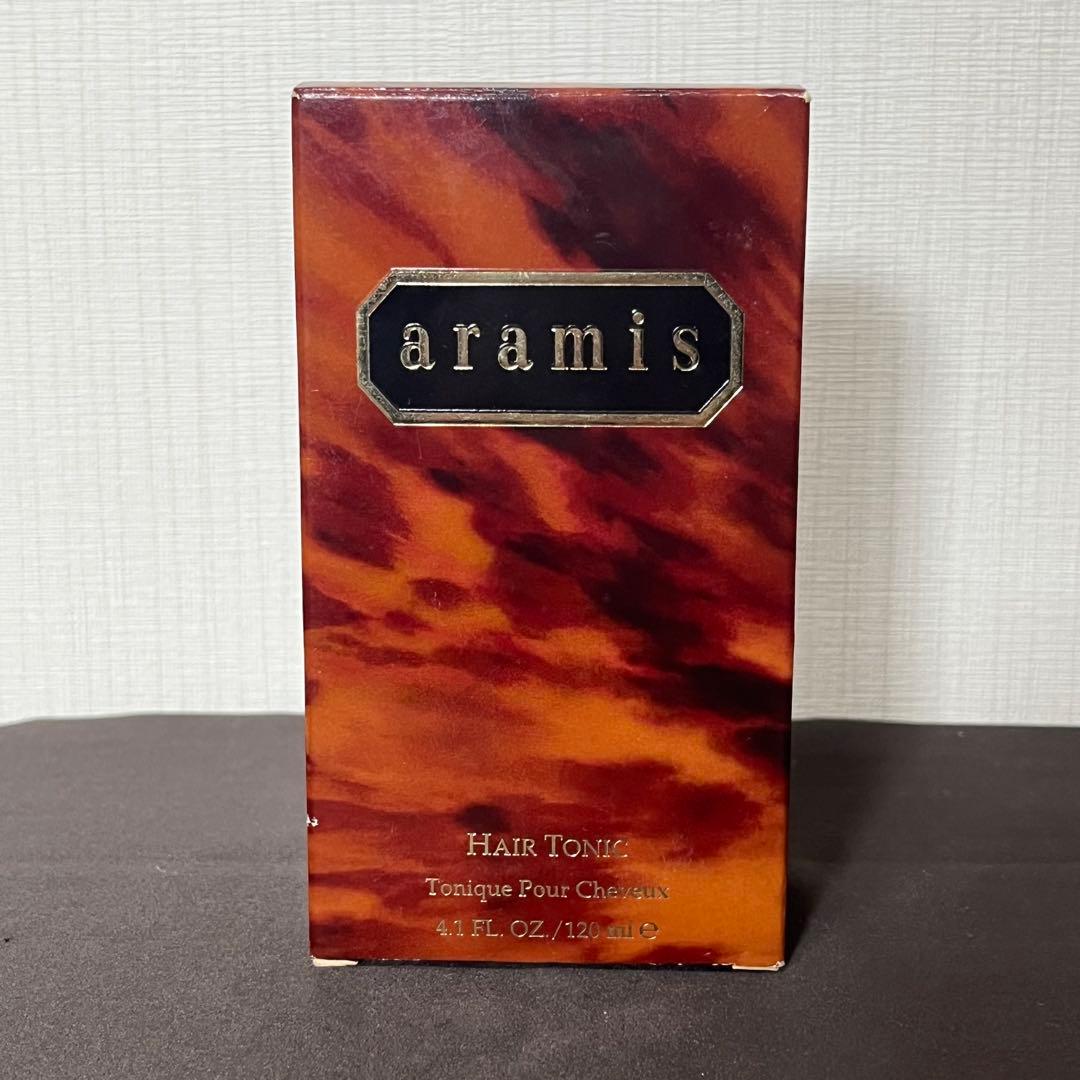 aramis
HAIR TONIC
Tonique Pour Cheveux
4.1 FL. OZ./120 ml ℮